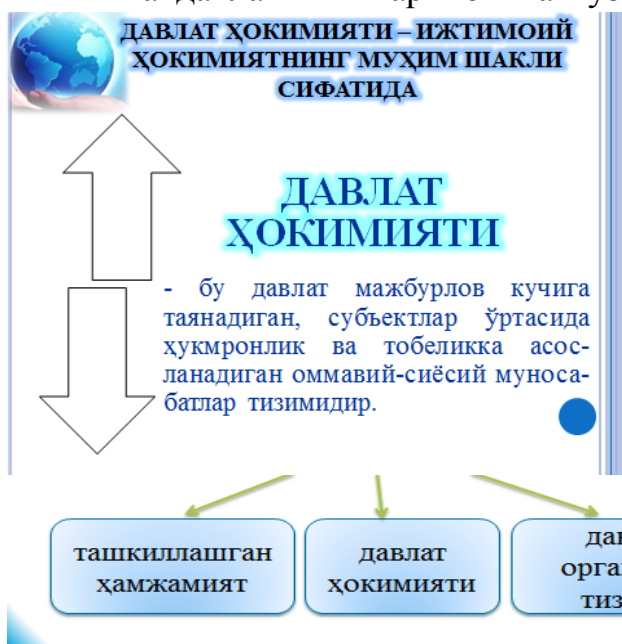 ДАВЛАТ ҲОКИМИЯТИ – ИЖТИМОИЙ
ҲОКИМИЯТНИНГ МУҲИМ ШАКЛИ
СИФАТИДА
ДАВЛАТ
ҲОКИМИЯТИ
- бу давлат мажбурлов кучига
таянадиган, субъектлар ўртасида
ҳукмронлик ва тобеликка асос-
ланадиган оммавий-сиёсий муноса-
батлар тизимидир.
ташкиллашган
ҳамжамият
давлат
ҳокимияти